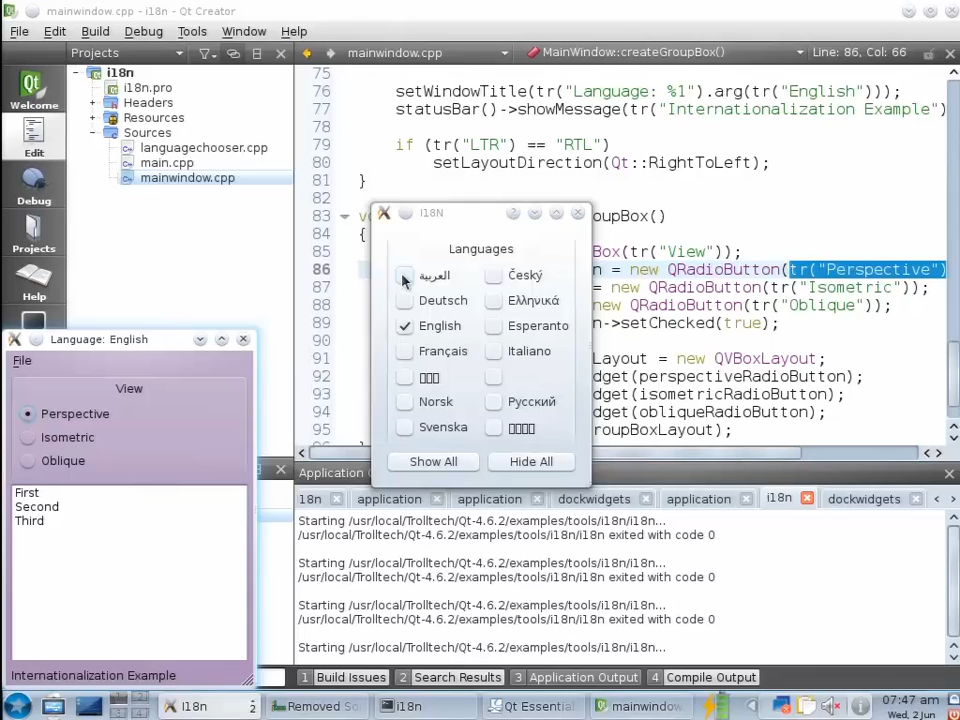 mainwindow.cpp - i18n - Qt Creator
File Edit Build Debug Tools Window Help
Projects
mainwindow.cpp
MainWindow::createGroupBox()
Line: 86, Col: 66
Welcome
Edit
Debug
Projects
Help
i18n
i18n.pro
Headers
Resources
Sources
languagechooser.cpp
main.cpp
mainwindow.cpp
75
76 setWindowTitle(tr("Language: %1").arg(tr("English")));
77 statusBar()->showMessage(tr("Internationalization Example")
78
79 if (tr("LTR") == "RTL")
80 setLayoutDirection(Qt::RightToLeft);
81 }
82
83 oupBox()
84 {
85 Box(tr("View"));
86 n = new QRadioButton(tr("Perspective")
87 = new QRadioButton(tr("Isometric"));
88 new QRadioButton(tr("Oblique"));
89 n->setChecked(true);
90
91 Layout = new QVBoxLayout;
92 dget(perspectiveRadioButton);
93 dget(isometricRadioButton);
94 dget(obliqueRadioButton);
95 oupBoxLayout);
I18N
Languages
العربية
Český
Deutsch
Ελληνικά
English
Esperanto
Français
Italiano
Norsk
Русский
Svenska
Show All
Hide All
Language: English
File
View
Perspective
Isometric
Oblique
First
Second
Third
Internationalization Example
Application
18n application application dockwidgets application i18n dockwidgets
Starting /usr/local/Trolltech/Qt-4.6.2/examples/tools/i18n/i18n...
/usr/local/Trolltech/Qt-4.6.2/examples/tools/i18n/i18n exited with code 0
Starting /usr/local/Trolltech/Qt-4.6.2/examples/tools/i18n/i18n...
/usr/local/Trolltech/Qt-4.6.2/examples/tools/i18n/i18n exited with code 0
Starting /usr/local/Trolltech/Qt-4.6.2/examples/tools/i18n/i18n...
/usr/local/Trolltech/Qt-4.6.2/examples/tools/i18n/i18n exited with code 0
Starting /usr/local/Trolltech/Qt-4.6.2/examples/tools/i18n/i18n...
1 Build Issues 2 Search Results 3 Application Output 4 Compile Output
I18N 2
Removed So
i18n
Qt Essential
mainwindow
07:47 am
Wed, 2 Jun